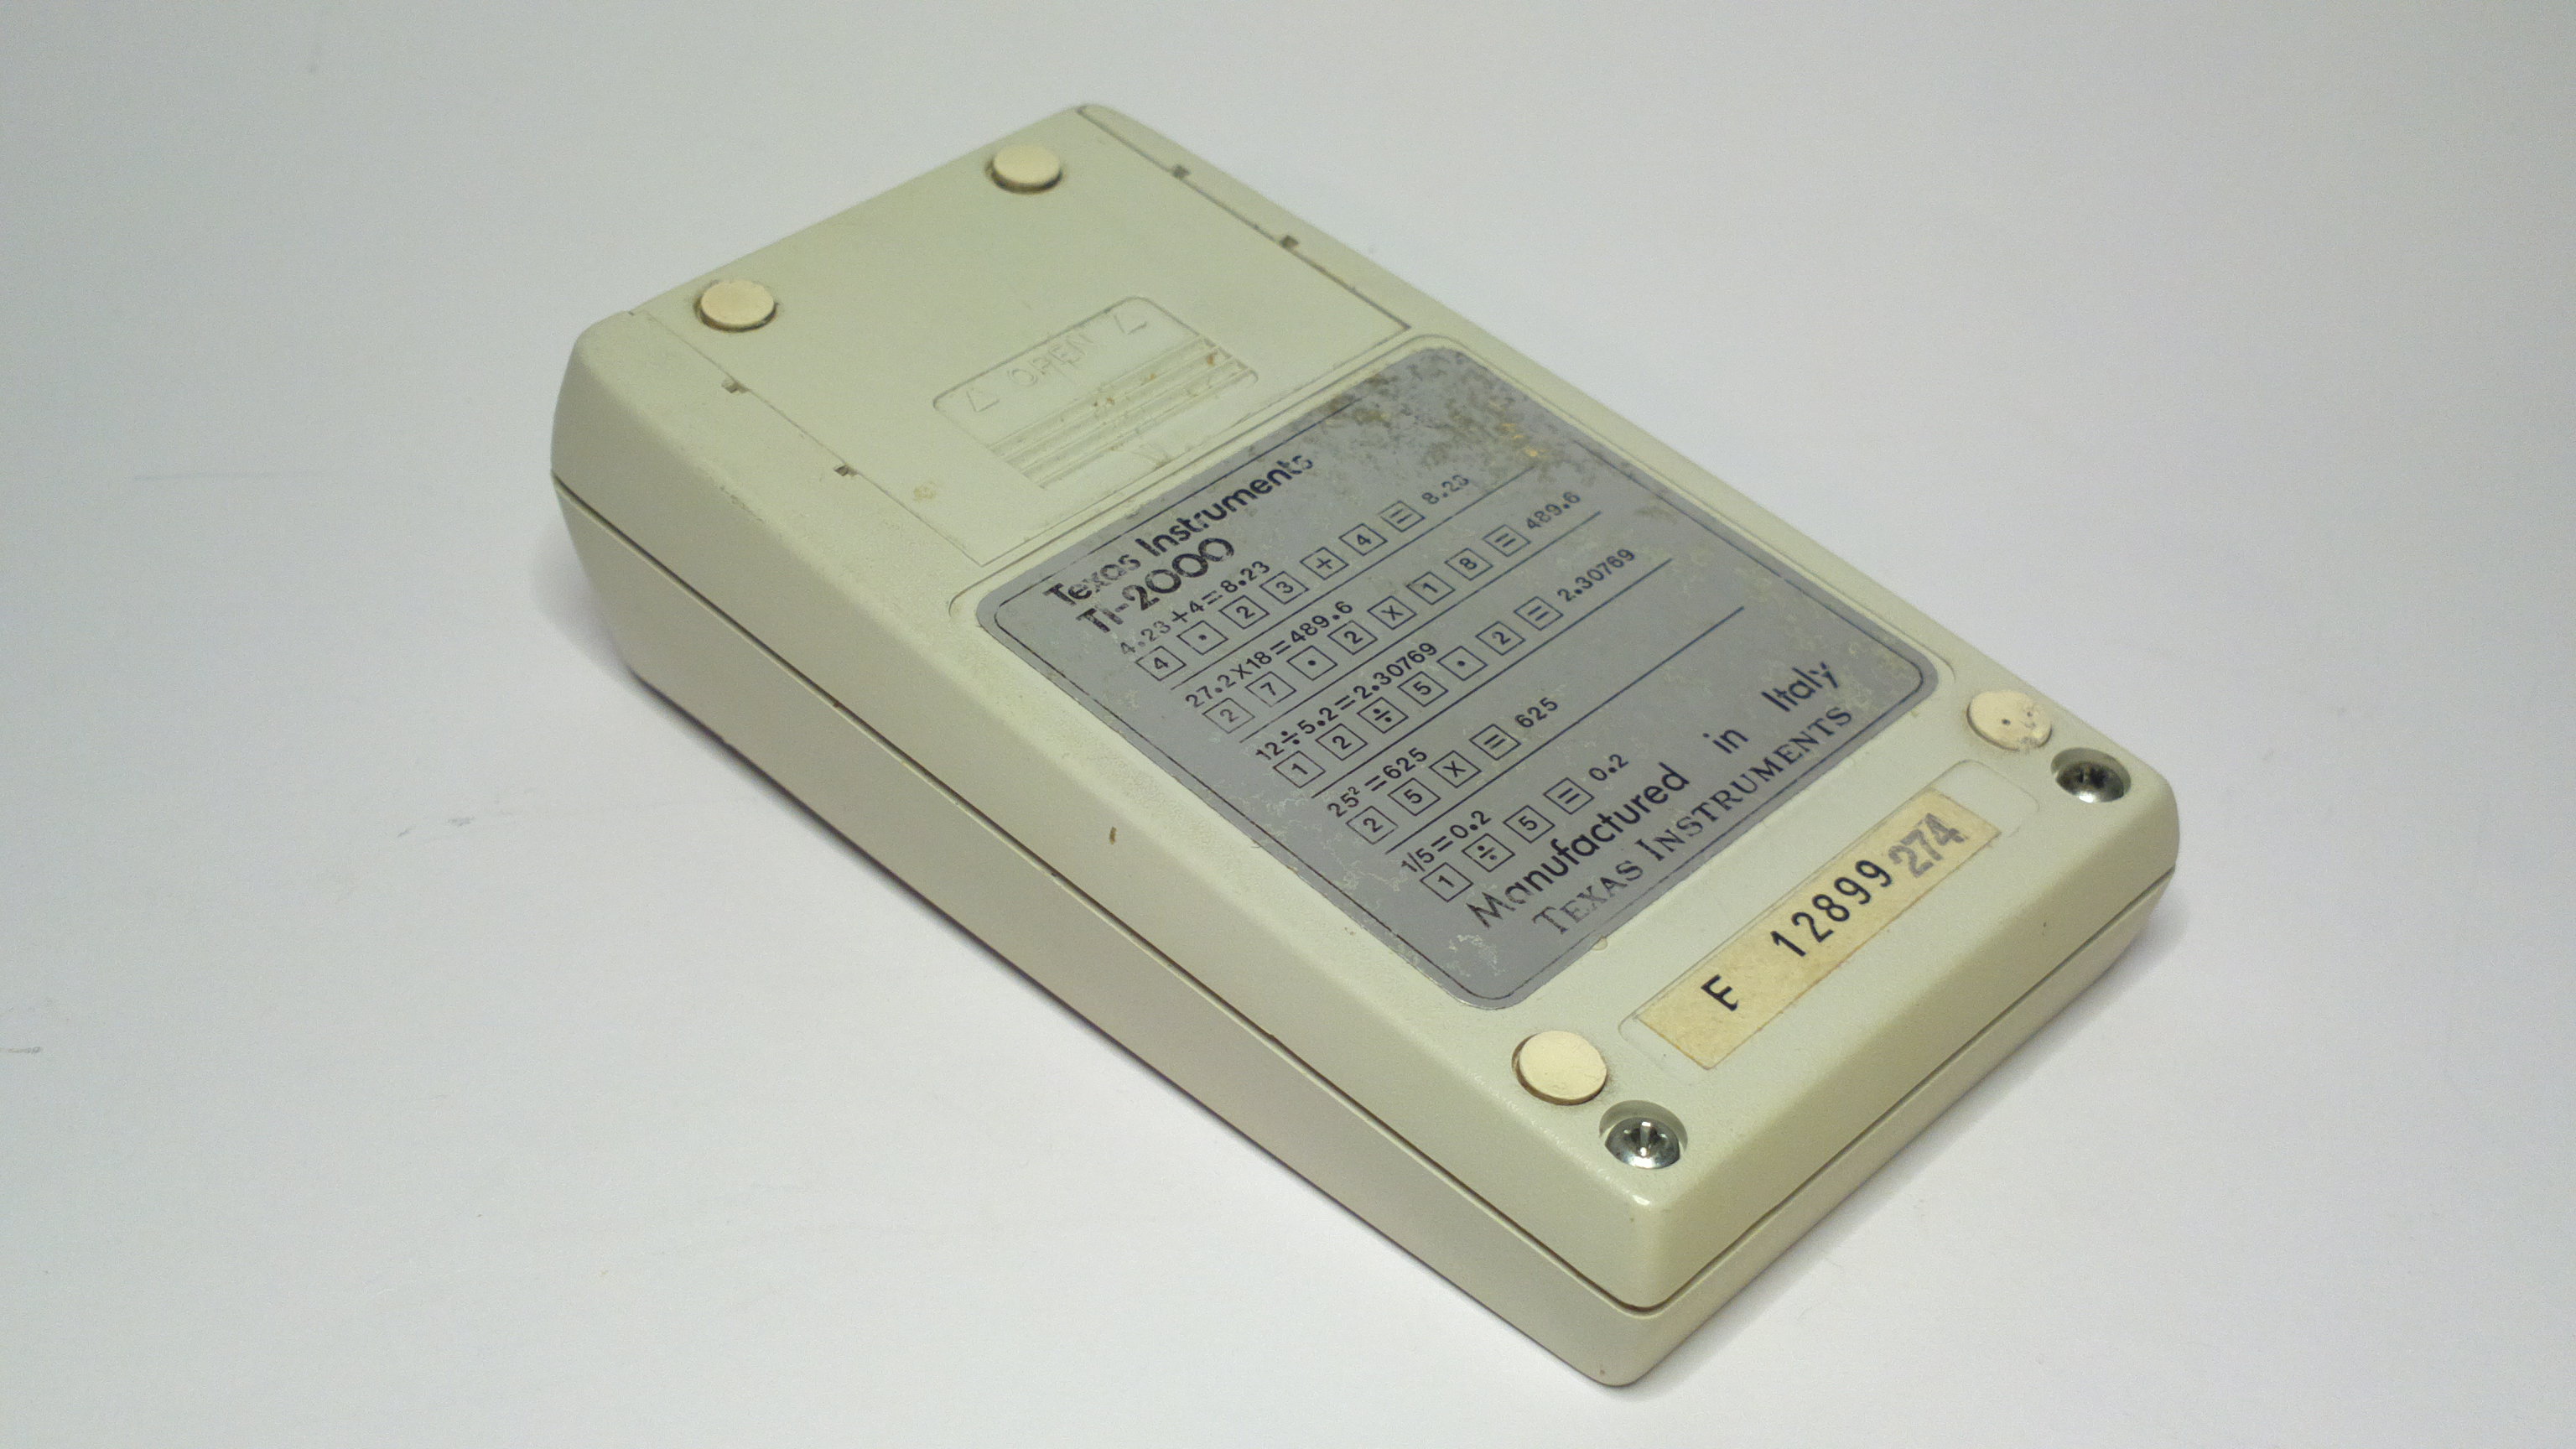 OPEN
Texas Instruments
TI-2000
4.23+4=8.23
4 . 2 3 + 4 = 8.23
27.2X18=489.6
2 7 . 2 X 1 8 = 489.6
12÷5.2=2.30769
1 2 ÷ 5 . 2 = 2.30769
25²=625
2 5 X = 625
1/5=0.2
1 ÷ 5 = 0.2
Manufactured in Italy
TEXAS INSTRUMENTS
E 12899 274